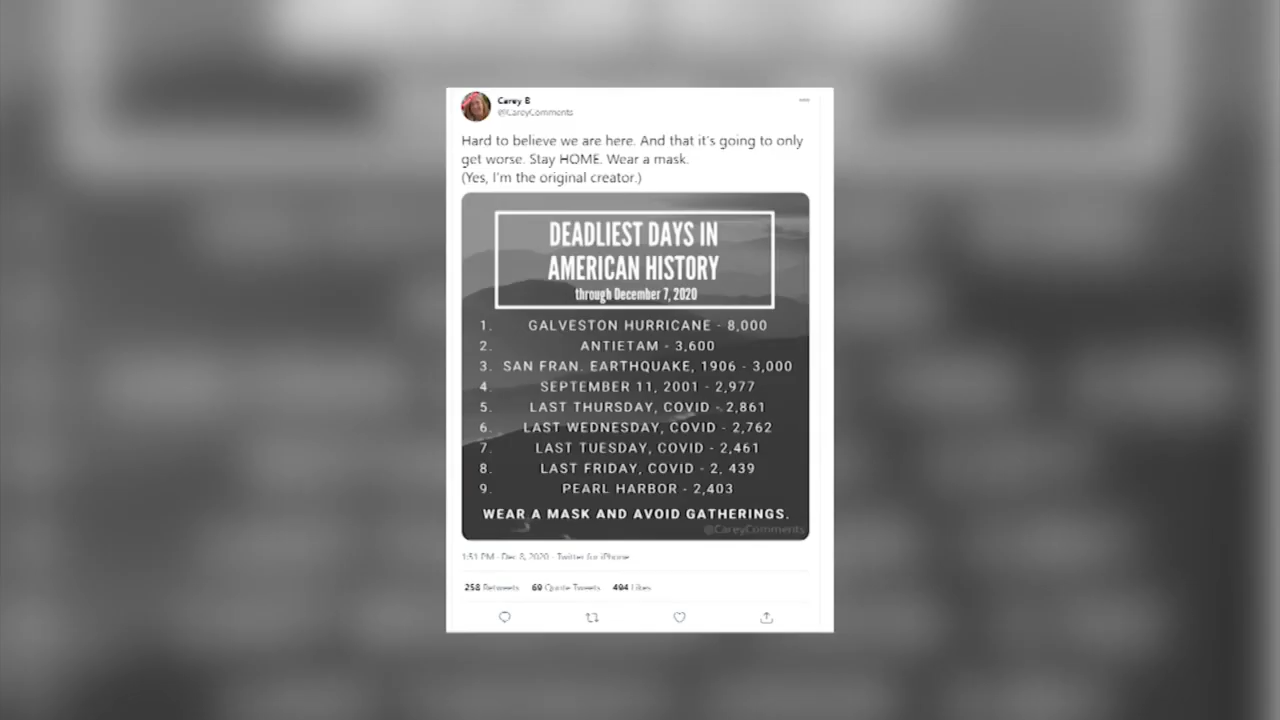 Carey B
@CareyComments
Hard to believe we are here. And that it's going to only
get worse. Stay HOME. Wear a mask.
(Yes, I'm the original creator.)
DEADLIEST DAYS IN
AMERICAN HISTORY
through December 7, 2020
1. GALVESTON HURRICANE - 8,000
2. ANTIETAM - 3,600
3. SAN FRAN. EARTHQUAKE, 1906 - 3,000
4. SEPTEMBER 11, 2001 - 2,977
5. LAST THURSDAY, COVID - 2,861
6. LAST WEDNESDAY, COVID - 2,762
7. LAST TUESDAY, COVID - 2,461
8. LAST FRIDAY, COVID - 2, 439
9. PEARL HARBOR - 2,403
WEAR A MASK AND AVOID GATHERINGS.
@CareyComments
1:51 PM · Dec 8, 2020 · Twitter for iPhone
258 Retweets 69 Quote Tweets 494 Likes